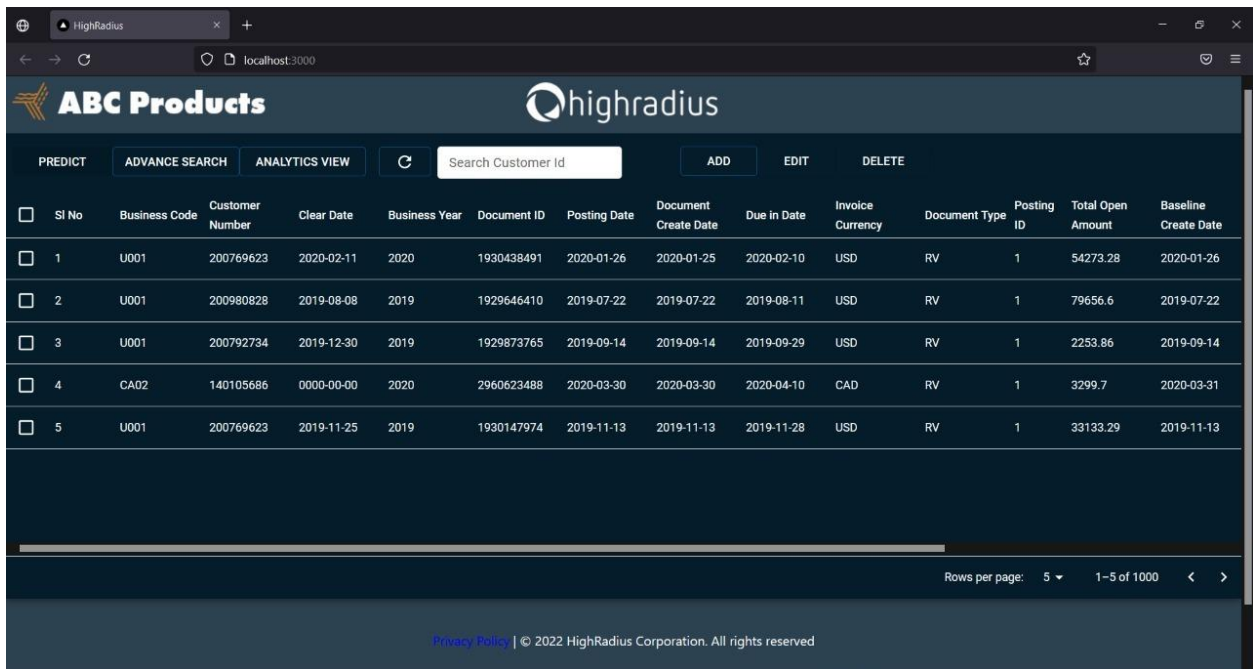 HighRadius
localhost:3000
ABC Products
highradius
PREDICT ADVANCE SEARCH ANALYTICS VIEW Search Customer Id ADD EDIT DELETE
Sl No Business Code Customer Number Clear Date Business Year Document ID Posting Date Document Create Date Due in Date Invoice Currency Document Type Posting ID Total Open Amount Baseline Create Date
1 U001 200769623 2020-02-11 2020 1930438491 2020-01-26 2020-01-25 2020-02-10 USD RV 1 54273.28 2020-01-26
2 U001 200980828 2019-08-08 2019 1929646410 2019-07-22 2019-07-22 2019-08-11 USD RV 1 79656.6 2019-07-22
3 U001 200792734 2019-12-30 2019 1929873765 2019-09-14 2019-09-14 2019-09-29 USD RV 1 2253.86 2019-09-14
4 CA02 140105686 0000-00-00 2020 2960623488 2020-03-30 2020-03-30 2020-04-10 CAD RV 1 3299.7 2020-03-31
5 U001 200769623 2019-11-25 2019 1930147974 2019-11-13 2019-11-13 2019-11-28 USD RV 1 33133.29 2019-11-13
Rows per page: 5 1–5 of 1000
Privacy Policy | © 2022 HighRadius Corporation. All rights reserved